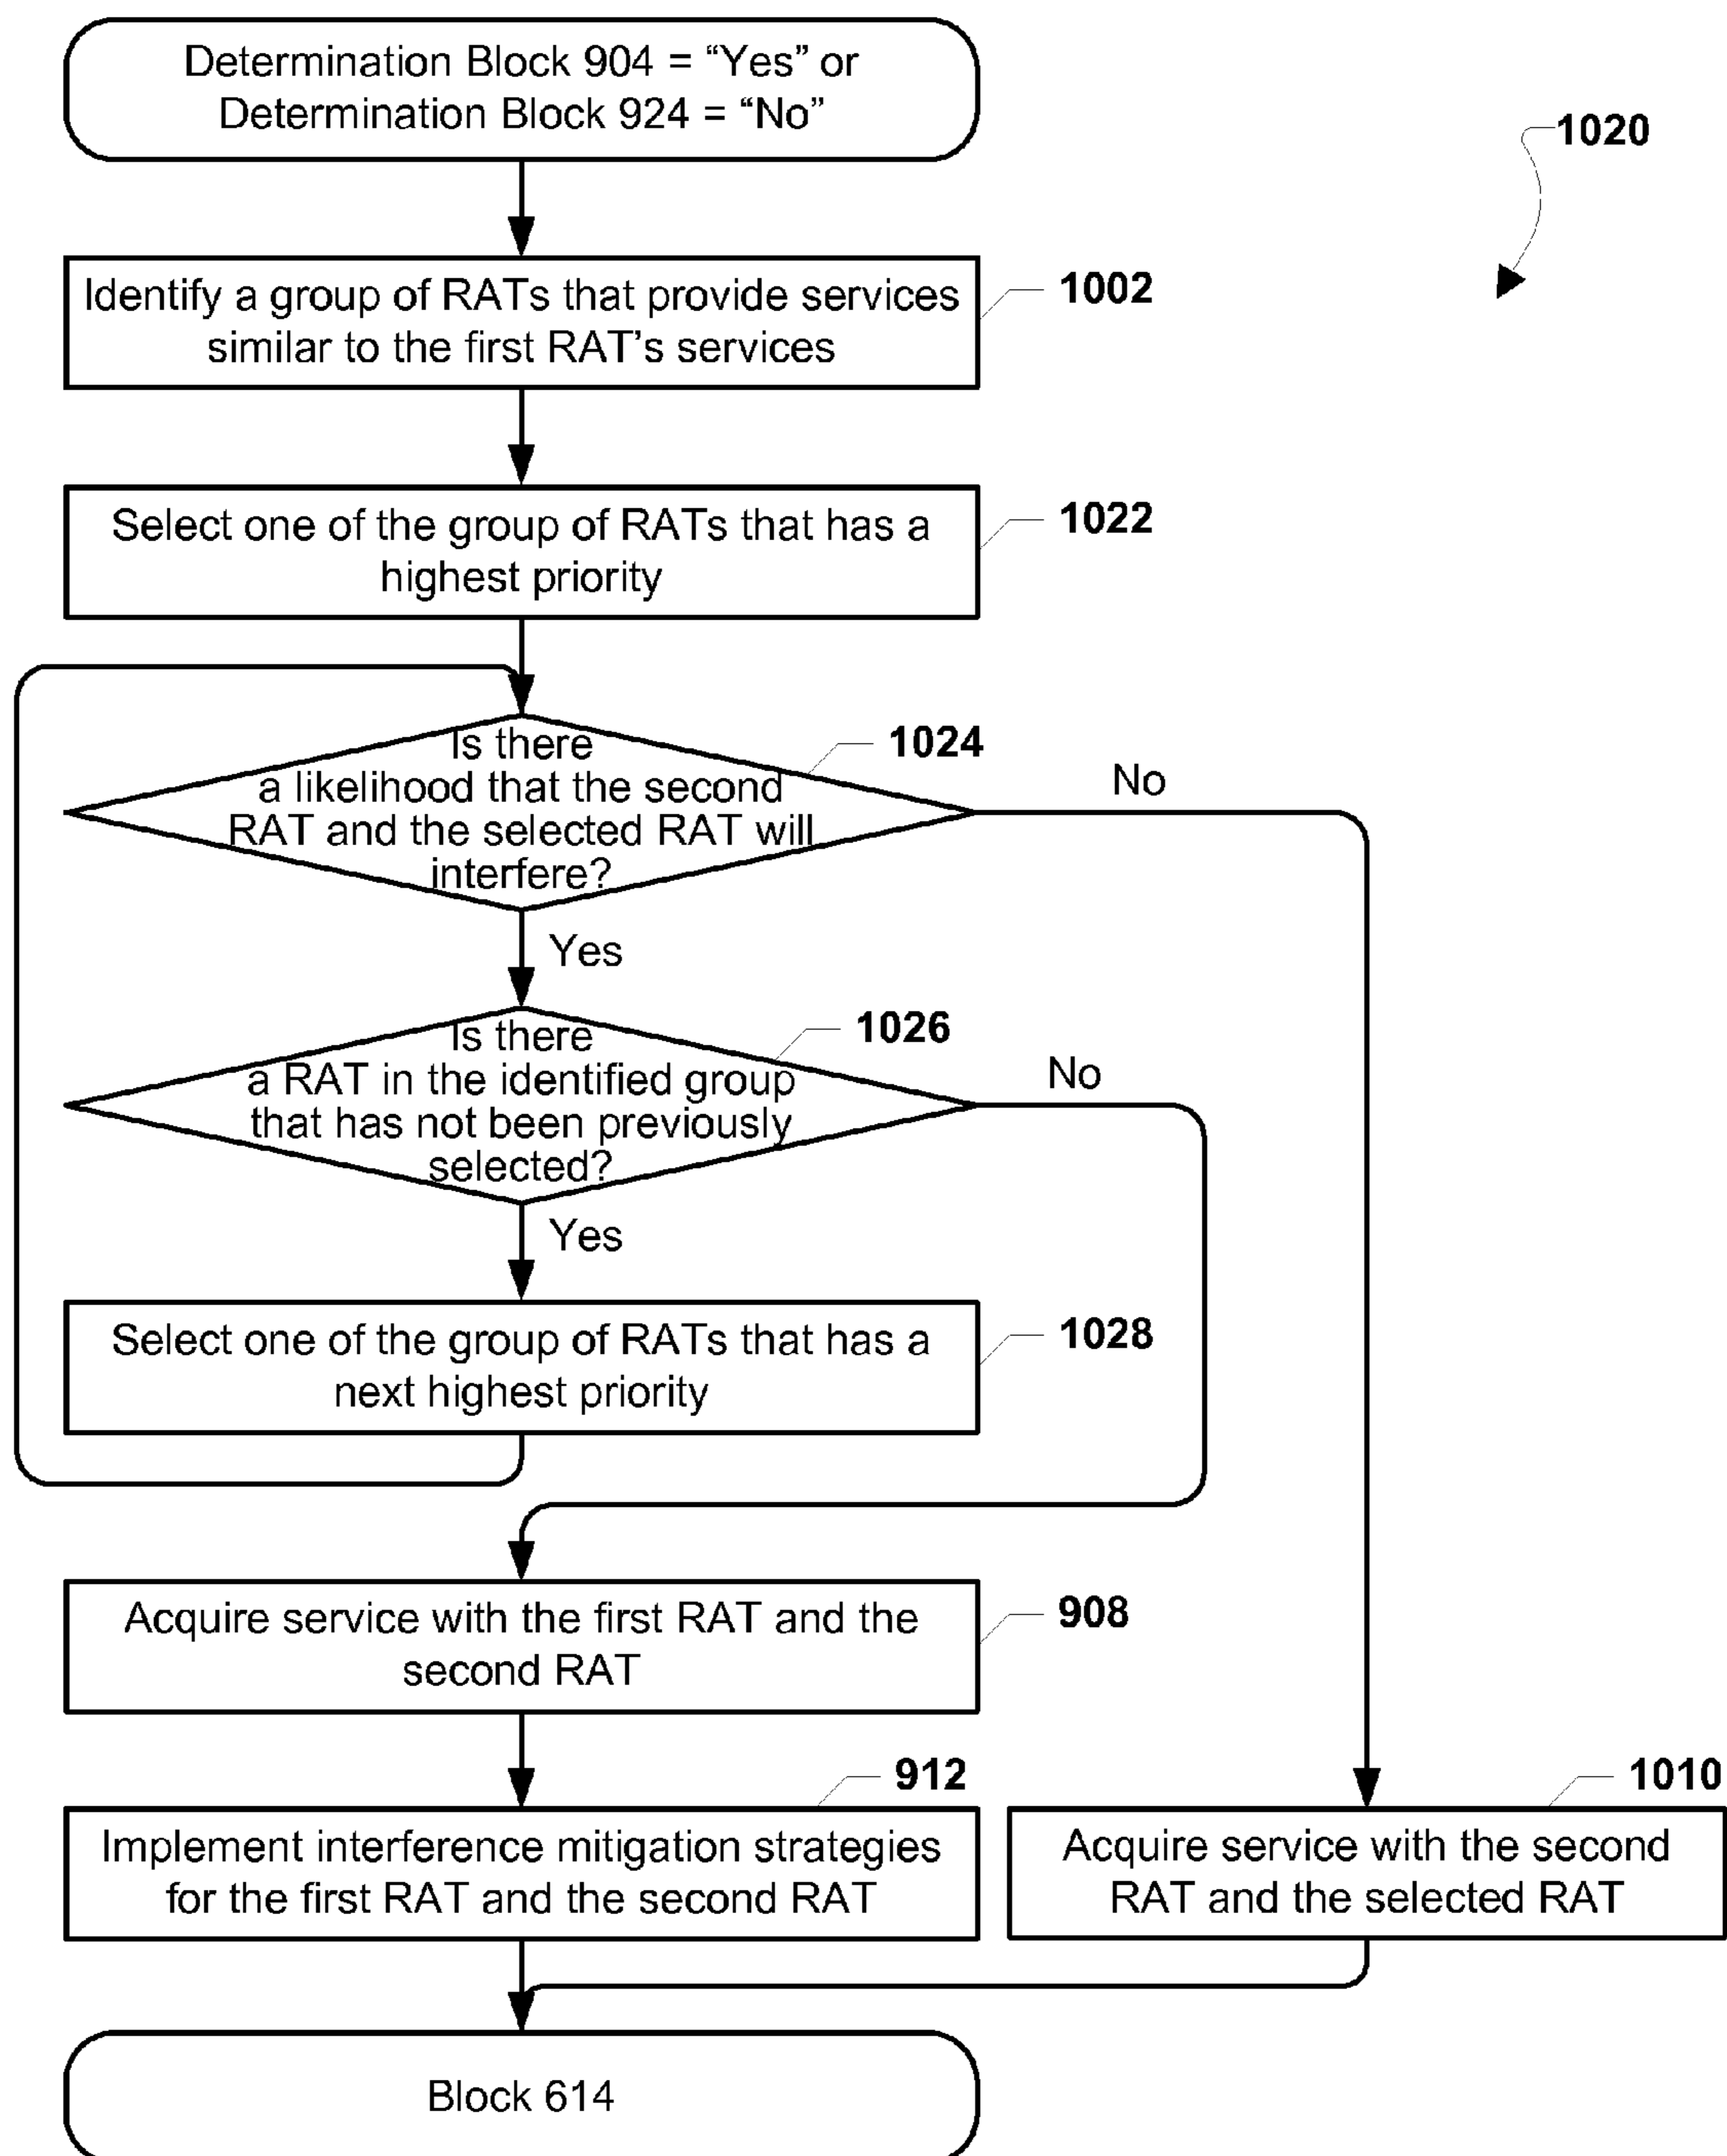 Determination Block 904 = “Yes” or
Determination Block 924 = “No”
1020
Identify a group of RATs that provide services
similar to the first RAT’s services
1002
Select one of the group of RATs that has a
highest priority
1022
Is there
a likelihood that the second
RAT and the selected RAT will
interfere?
1024
No
Yes
Is there
a RAT in the identified group
that has not been previously
selected?
1026
No
Yes
Select one of the group of RATs that has a
next highest priority
1028
Acquire service with the first RAT and the
second RAT
908
Implement interference mitigation strategies
for the first RAT and the second RAT
912
Acquire service with the second
RAT and the selected RAT
1010
Block 614